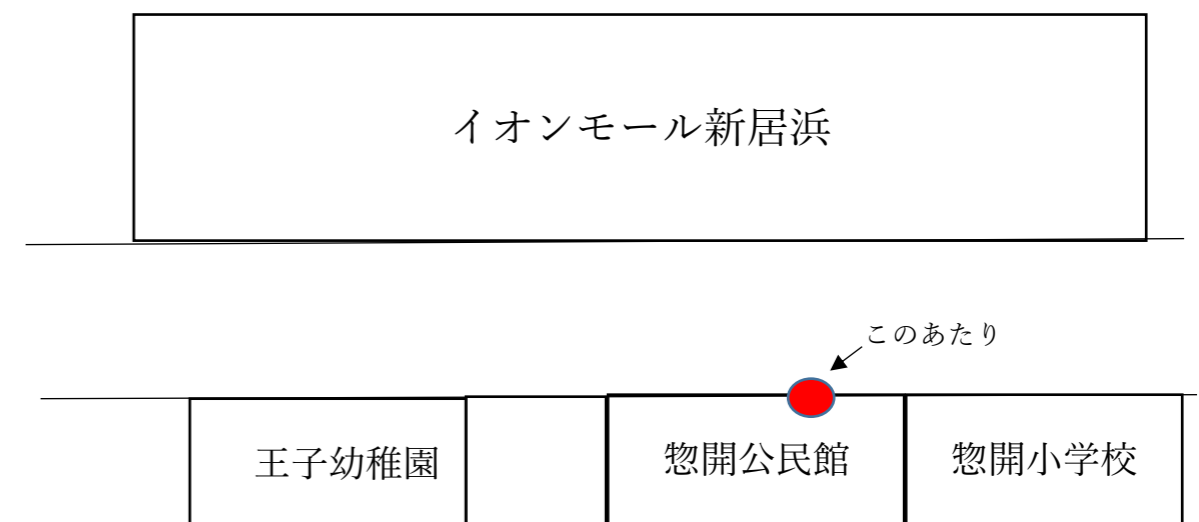 イオンモール新居浜
このあたり
王子幼稚園
惣開公民館
惣開小学校